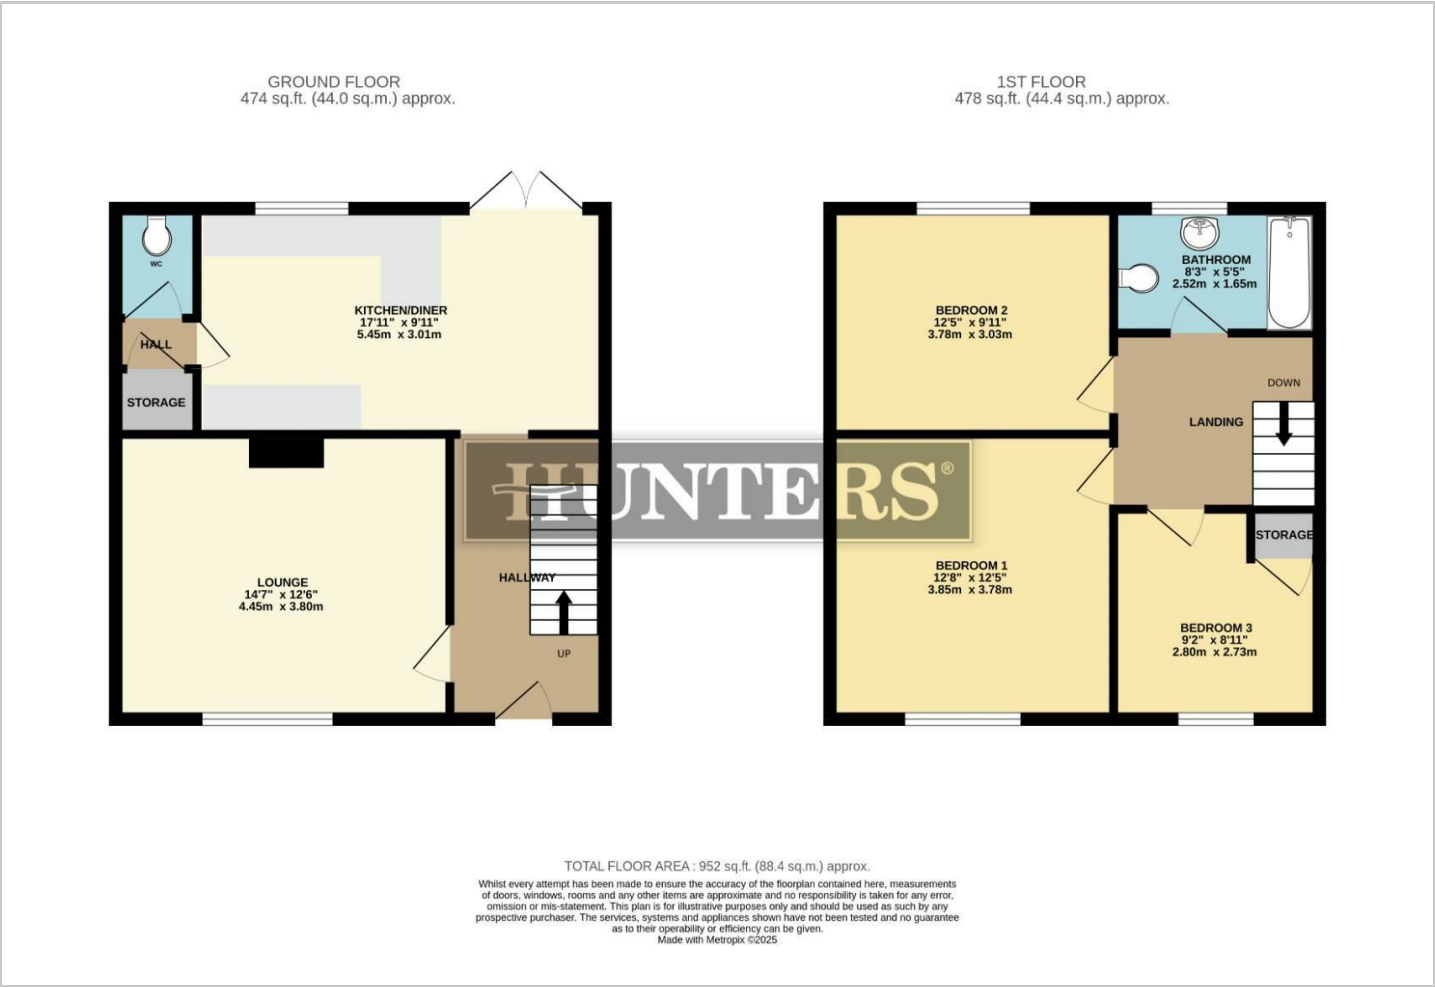 GROUND FLOOR
474 sq.ft. (44.0 sq.m.) approx.
1ST FLOOR
478 sq.ft. (44.4 sq.m.) approx.
WC
HALL
STORAGE
KITCHEN/DINER
17'11" x 9'11"
5.45m x 3.01m
LOUNGE
14'7" x 12'6"
4.45m x 3.80m
HALLWAY
UP
HUNTERS®
BEDROOM 2
12'5" x 9'11"
3.78m x 3.03m
BATHROOM
8'3" x 5'5"
2.52m x 1.65m
DOWN
LANDING
BEDROOM 1
12'8" x 12'5"
3.85m x 3.78m
STORAGE
BEDROOM 3
9'2" x 8'11"
2.80m x 2.73m
TOTAL FLOOR AREA : 952 sq.ft. (88.4 sq.m.) approx.
Whilst every attempt has been made to ensure the accuracy of the floorplan contained here, measurements
of doors, windows, rooms and any other items are approximate and no responsibility is taken for any error,
omission or mis-statement. This plan is for illustrative purposes only and should be used as such by any
prospective purchaser. The services, systems and appliances shown have not been tested and no guarantee
as to their operability or efficiency can be given.
Made with Metropix ©2025